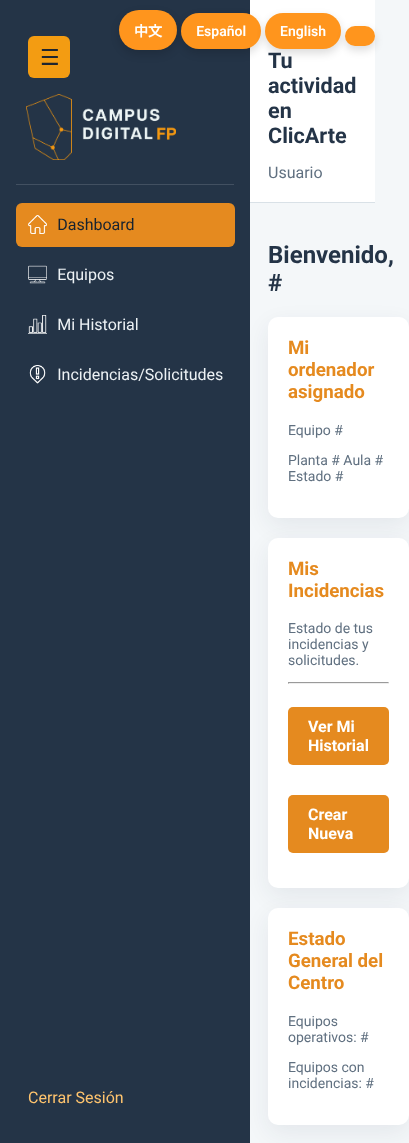 中文
Español
English
☰
CAMPUS
DIGITAL FP
Dashboard
Equipos
Mi Historial
Incidencias/Solicitudes
Cerrar Sesión
Tu
actividad
en
ClicArte
Usuario
Bienvenido,
#
Mi
ordenador
asignado
Equipo #
Planta # Aula #
Estado #
Mis
Incidencias
Estado de tus
incidencias y
solicitudes.
Ver Mi
Historial
Crear
Nueva
Estado
General del
Centro
Equipos
operativos: #
Equipos con
incidencias: #